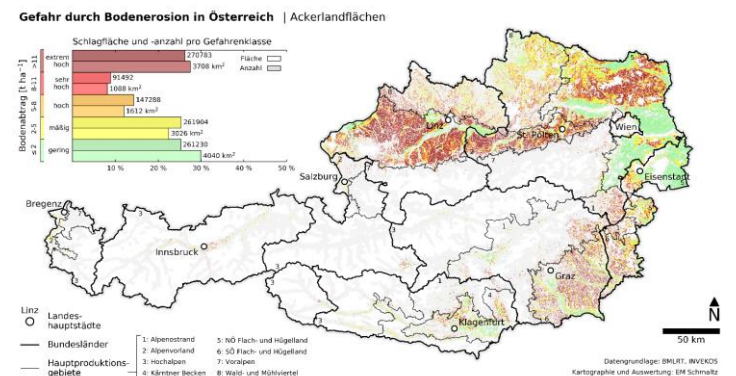 Gefahr durch Bodenerosion in Österreich | Ackerlandflächen
Schlagfläche und -anzahl pro Gefahrenklasse
Fläche
Anzahl
Bodenabtrag [t ha⁻¹]
>11
extrem hoch
270783
3708 km²
8-11
sehr hoch
91492
1088 km²
5-8
hoch
147288
1612 km²
2-5
mäßig
261904
3026 km²
≤ 2
gering
261230
4040 km²
10 %
20 %
30 %
40 %
50 %
Linz
St. Pölten
Wien
Salzburg
Eisenstadt
Bregenz
Innsbruck
Graz
Klagenfurt
Linz
Landes-
hauptstädte
Bundesländer
Hauptproduktions-
gebiete
1: Alpenostrand
2: Alpenvorland
3: Hochalpen
4: Kärntner Becken
5: NÖ Flach- und Hügelland
6: SÖ Flach- und Hügelland
7: Voralpen
8: Wald- und Mühlviertel
N
50 km
Datengrundlage: BMLRT, INVEKOS
Kartographie und Auswertung: EM Schmaltz